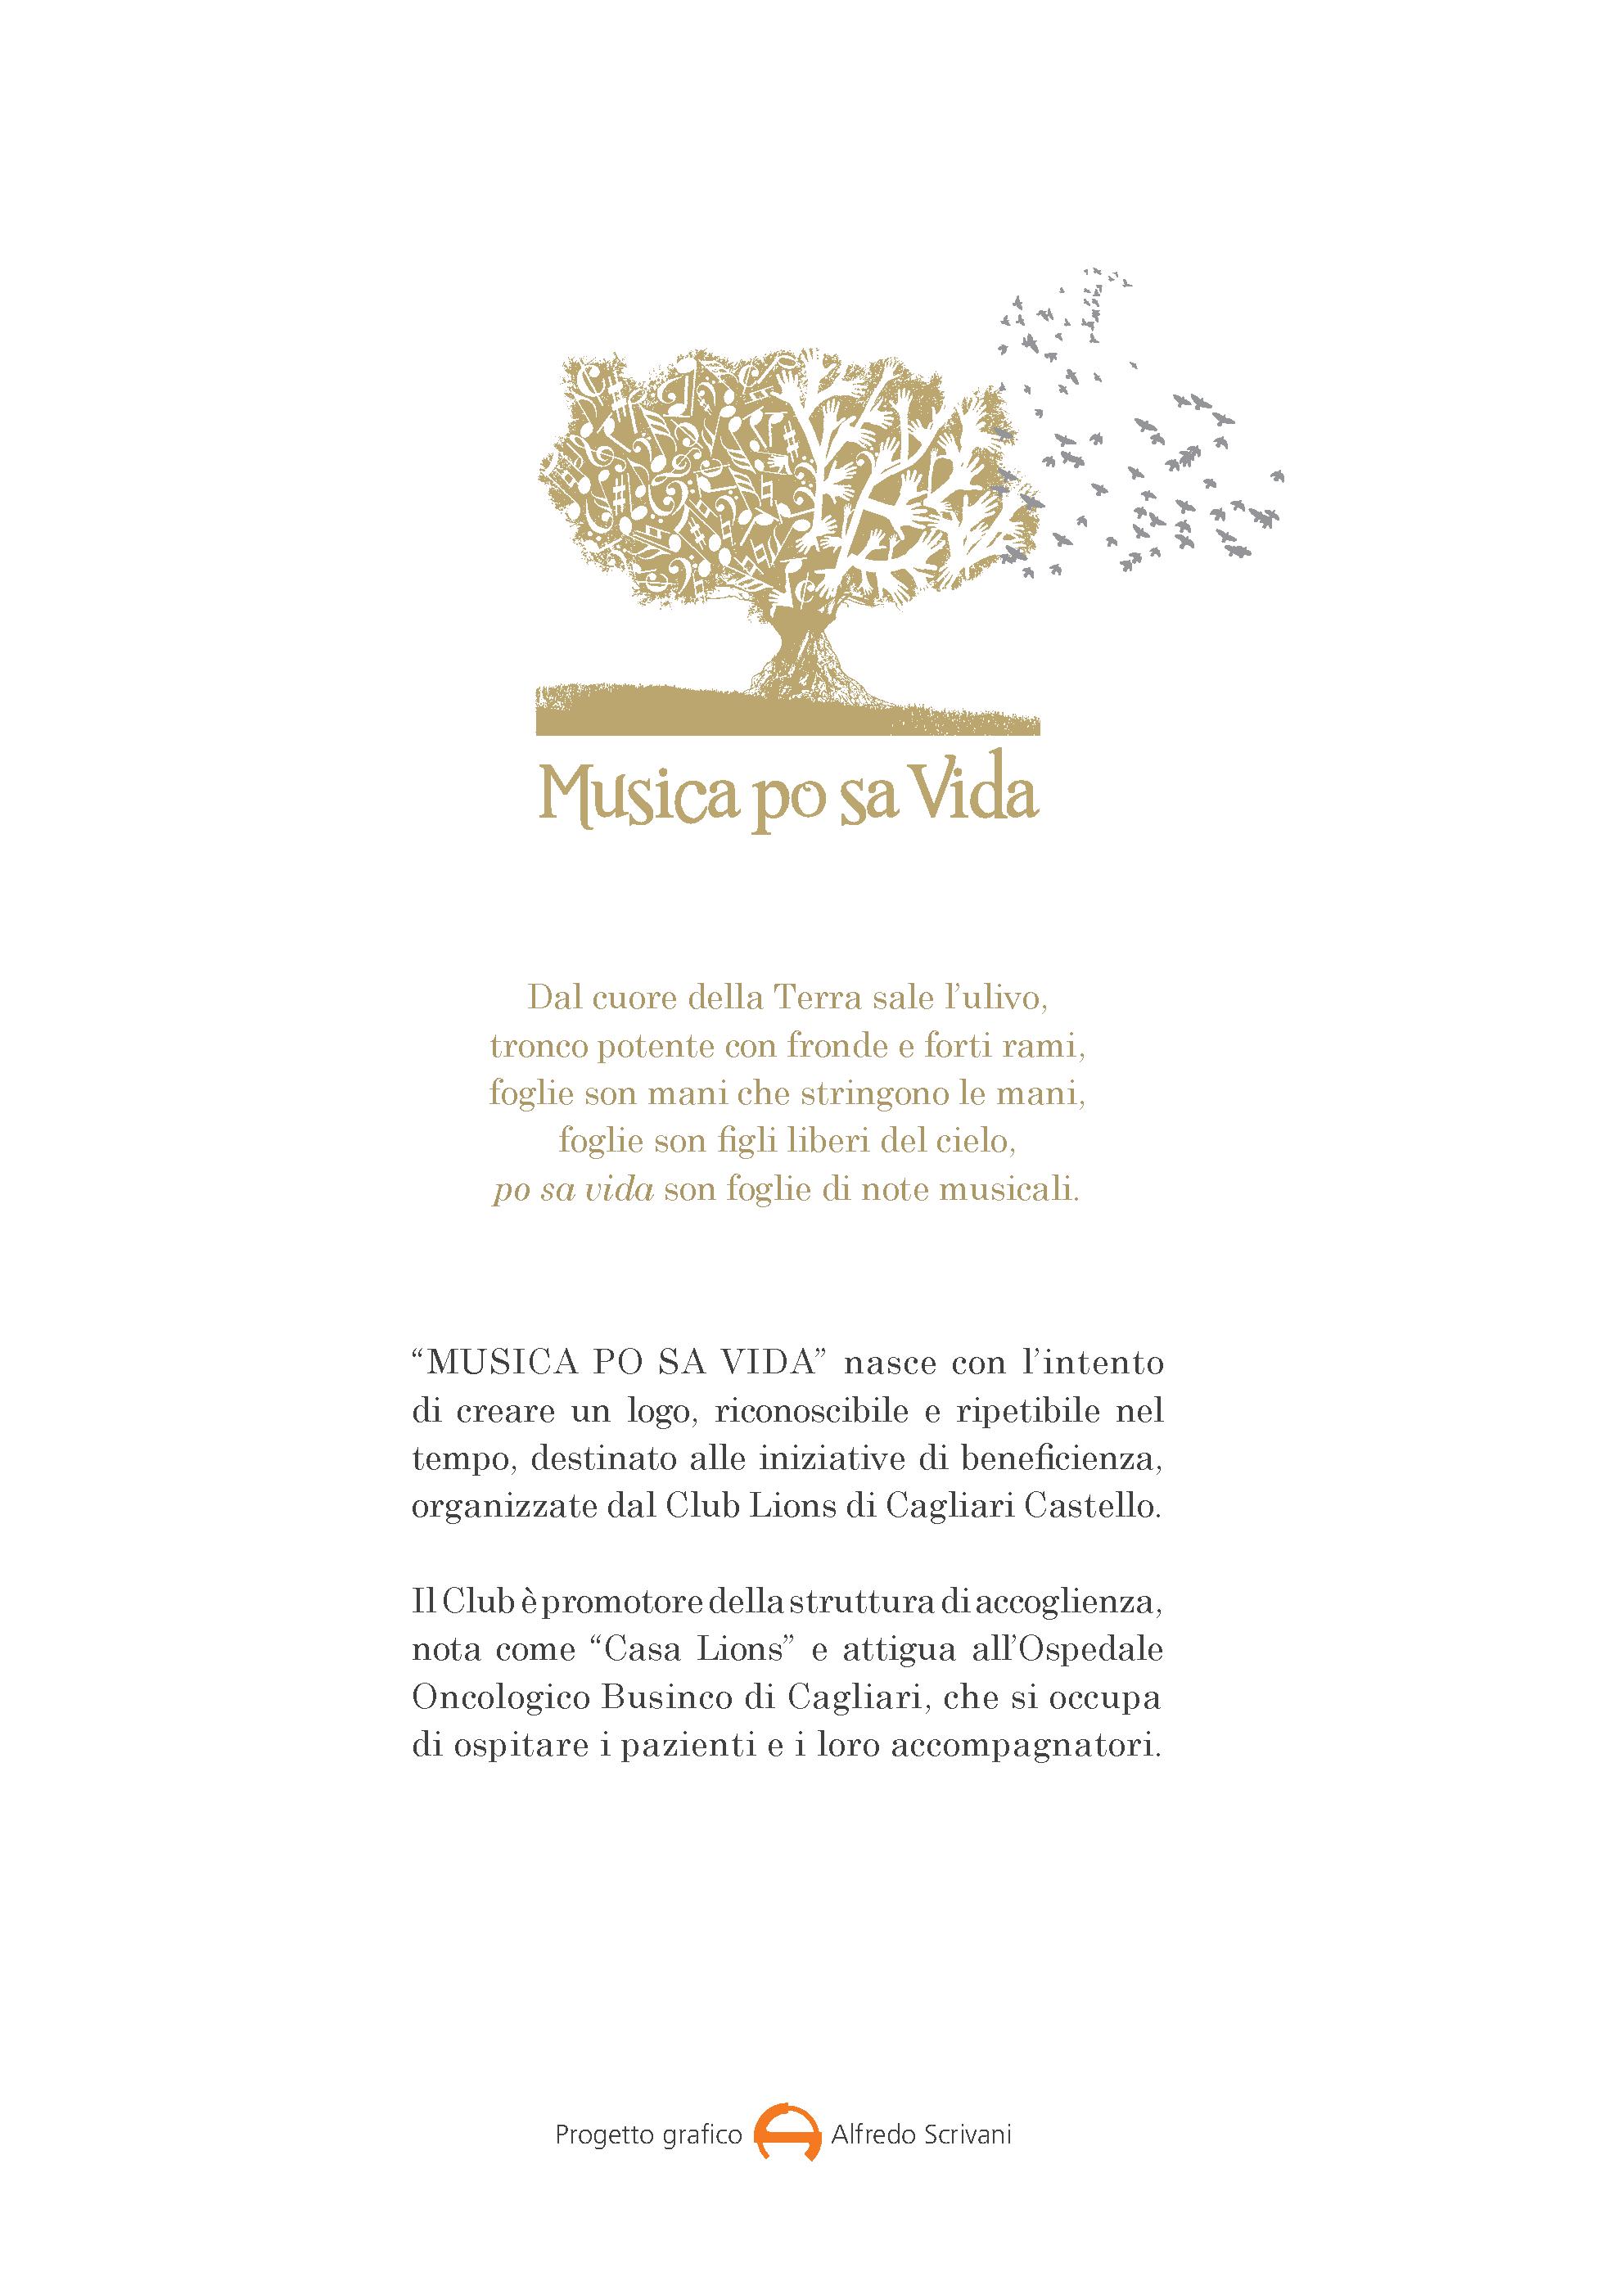 Musica po sa Vida
Dal cuore della Terra sale l’ulivo,
tronco potente con fronde e forti rami,
foglie son mani che stringono le mani,
foglie son figli liberi del cielo,
po sa vida son foglie di note musicali.
“MUSICA PO SA VIDA” nasce con l’intento
di creare un logo, riconoscibile e ripetibile nel
tempo, destinato alle iniziative di beneficienza,
organizzate dal Club Lions di Cagliari Castello.
Il Club è promotore della struttura di accoglienza,
nota come “Casa Lions” e attigua all’Ospedale
Oncologico Businco di Cagliari, che si occupa
di ospitare i pazienti e i loro accompagnatori.
Progetto grafico Alfredo Scrivani